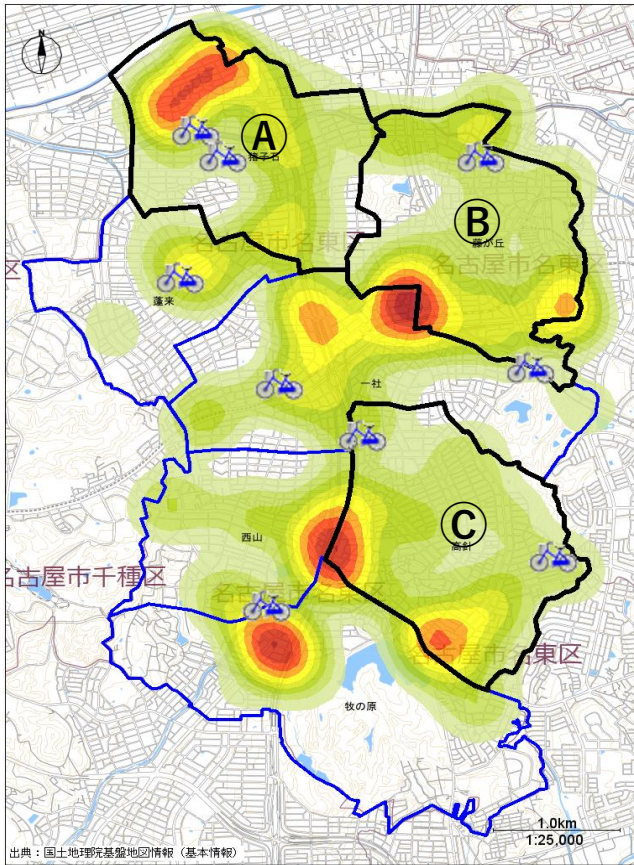 N
Ⓐ
猪子石
Ⓑ
藤が丘
名古屋市名東区
名古屋市名東区
区
蓬来
一社
Ⓒ
高針
西山
名古屋市千種区
名古屋市名東区
名古屋市名東区
牧の原
1.0km
1:25,000
出典：国土地理院基盤地図情報（基本情報）